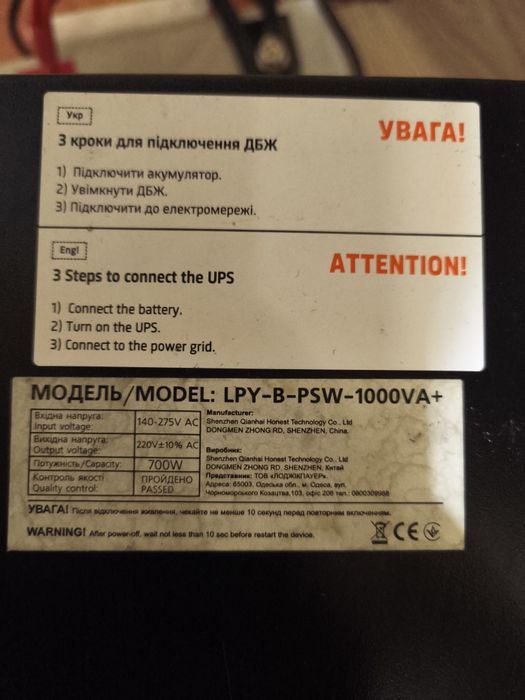 Укр
УВАГА!
3 кроки для підключення ДБЖ
1) Підключити акумулятор.
2) Увімкнути ДБЖ.
3) Підключити до електромережі.
Engl
ATTENTION!
3 Steps to connect the UPS
1) Connect the battery.
2) Turn on the UPS.
3) Connect to the power grid.
МОДЕЛЬ/MODEL: LPY-B-PSW-1000VA+
Вхідна напруга:
Input voltage:
140-275V AC
Вихідна напруга:
Output voltage:
220V±10% AC
Потужність/Capacity:
700W
Контроль якості
Quality control:
ПРОЙДЕНО
PASSED
Manufacturer:
Shenzhen Qianhai Honest Technology Co., Ltd
DONGMEN ZHONG RD, SHENZHEN, China.
Виробник:
Shenzhen Qianhai Honest Technology Co., Ltd
DONGMEN ZHONG RD, SHENZHEN, Китай
Представник: ТОВ «ЛОДЖІКПАУЕР».
Адреса: 65003, Одеська обл., м. Одеса, вул.
Чорноморського Козацтва,103, офіс 206 тел.: 0800309988
УВАГА! Після відключення живлення, чекайте не менше 10 секунд перед повторним включенням.
WARNING! After power-off, wait not less than 10 sec before restart the device.
CE